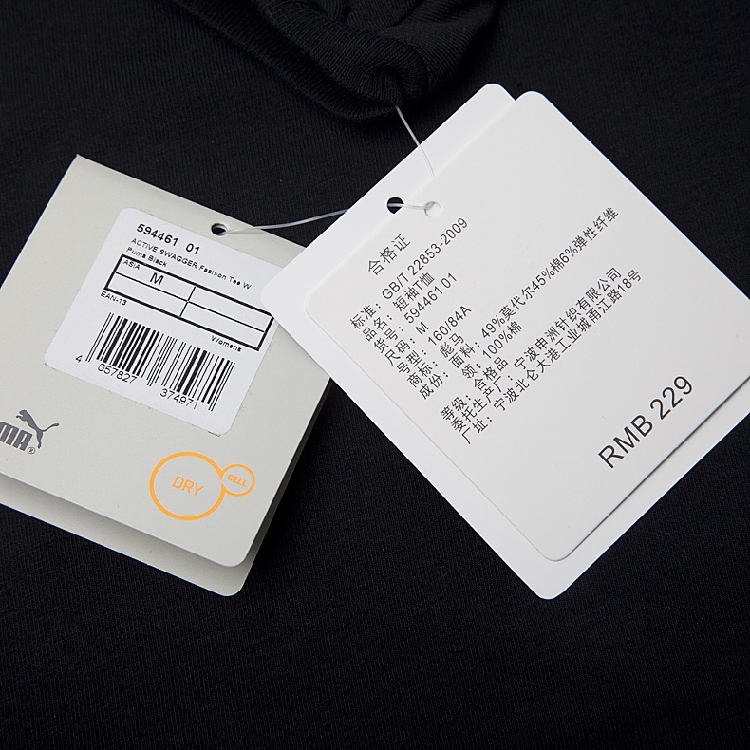 594461 01
ACTIVE SWAGGER Fashion Tee W
Puma Black
ASIA M
EAN-13
Womens
4 057827 374971
UMA®
DRY CELL
合格证
标准：GB/T 22853-2009
品名：短袖T恤
货品：594461 01
尺码：M
号型：160/84A
商标：彪马
成份：面料：49%莫代尔45%棉6%弹性纤维
领：100%棉
等级：合格品
委托生产厂：宁波申洲针织有限公司
厂址：宁波北仑大港工业城甬江路18号
RMB 229